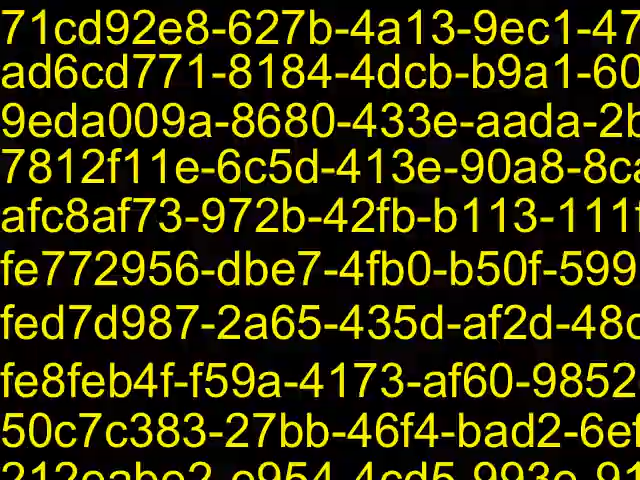 71cd92e8-627b-4a13-9ec1-47
ad6cd771-8184-4dcb-b9a1-60
9eda009a-8680-433e-aada-2b
7812f11e-6c5d-413e-90a8-8ca
afc8af73-972b-42fb-b113-111f
fe772956-dbe7-4fb0-b50f-599
fed7d987-2a65-435d-af2d-48c
fe8feb4f-f59a-4173-af60-9852
50c7c383-27bb-46f4-bad2-6ef